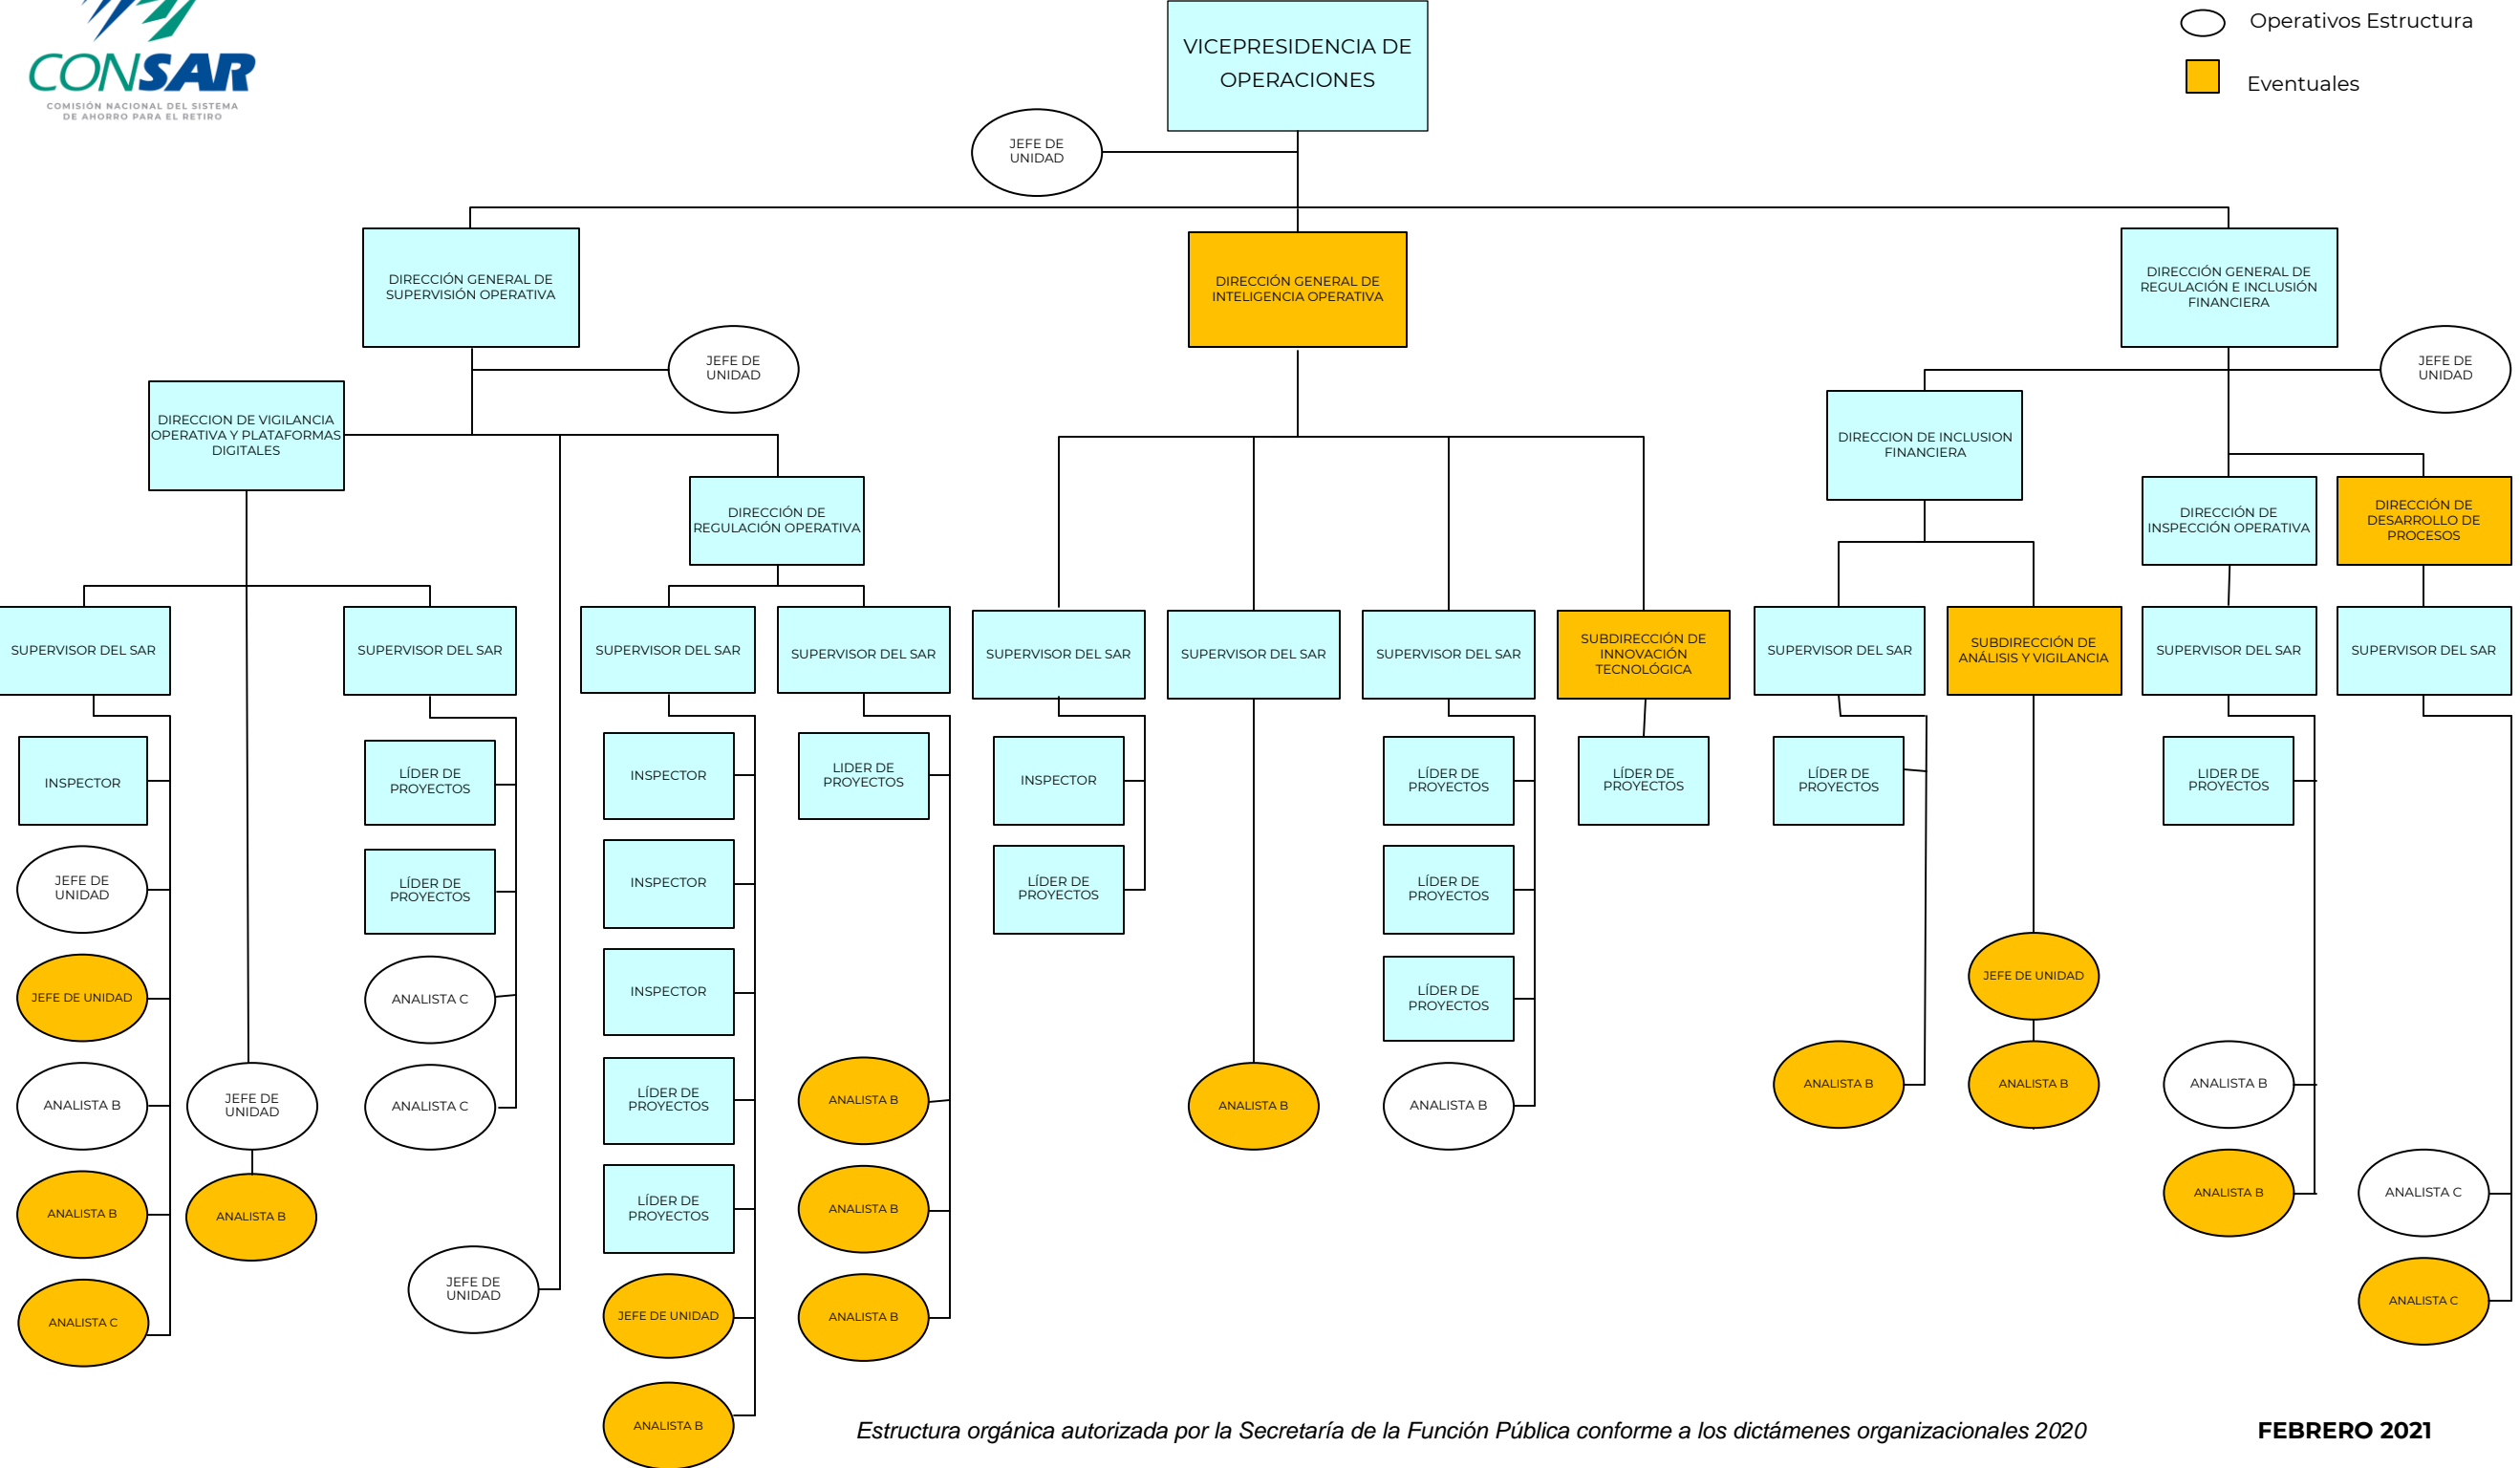 CONSAR
COMISIÓN NACIONAL DEL SISTEMA
DE AHORRO PARA EL RETIRO
Operativos Estructura
Eventuales
VICEPRESIDENCIA DE
OPERACIONES
JEFE DE
UNIDAD
DIRECCIÓN GENERAL DE
SUPERVISIÓN OPERATIVA
DIRECCIÓN GENERAL DE
INTELIGENCIA OPERATIVA
DIRECCIÓN GENERAL DE
REGULACIÓN E INCLUSIÓN
FINANCIERA
JEFE DE
UNIDAD
JEFE DE
UNIDAD
DIRECCION DE VIGILANCIA
OPERATIVA Y PLATAFORMAS
DIGITALES
DIRECCION DE INCLUSION
FINANCIERA
DIRECCIÓN DE
REGULACIÓN OPERATIVA
DIRECCIÓN DE
INSPECCIÓN OPERATIVA
DIRECCIÓN DE
DESARROLLO DE
PROCESOS
SUPERVISOR DEL SAR
SUPERVISOR DEL SAR
SUPERVISOR DEL SAR
SUPERVISOR DEL SAR
SUPERVISOR DEL SAR
SUPERVISOR DEL SAR
SUPERVISOR DEL SAR
SUBDIRECCIÓN DE
INNOVACIÓN
TECNOLÓGICA
SUPERVISOR DEL SAR
SUBDIRECCIÓN DE
ANÁLISIS Y VIGILANCIA
SUPERVISOR DEL SAR
SUPERVISOR DEL SAR
INSPECTOR
LÍDER DE
PROYECTOS
INSPECTOR
LIDER DE
PROYECTOS
INSPECTOR
LÍDER DE
PROYECTOS
LÍDER DE
PROYECTOS
LÍDER DE
PROYECTOS
LIDER DE
PROYECTOS
JEFE DE
UNIDAD
LÍDER DE
PROYECTOS
INSPECTOR
LÍDER DE
PROYECTOS
LÍDER DE
PROYECTOS
JEFE DE UNIDAD
ANALISTA C
INSPECTOR
LÍDER DE
PROYECTOS
JEFE DE UNIDAD
ANALISTA B
JEFE DE
UNIDAD
ANALISTA C
LÍDER DE
PROYECTOS
ANALISTA B
ANALISTA B
ANALISTA B
ANALISTA B
ANALISTA B
ANALISTA B
ANALISTA B
ANALISTA B
LÍDER DE
PROYECTOS
ANALISTA B
ANALISTA B
ANALISTA C
JEFE DE
UNIDAD
ANALISTA C
JEFE DE UNIDAD
ANALISTA B
ANALISTA C
ANALISTA B
Estructura orgánica autorizada por la Secretaría de la Función Pública conforme a los dictámenes organizacionales 2020
FEBRERO 2021